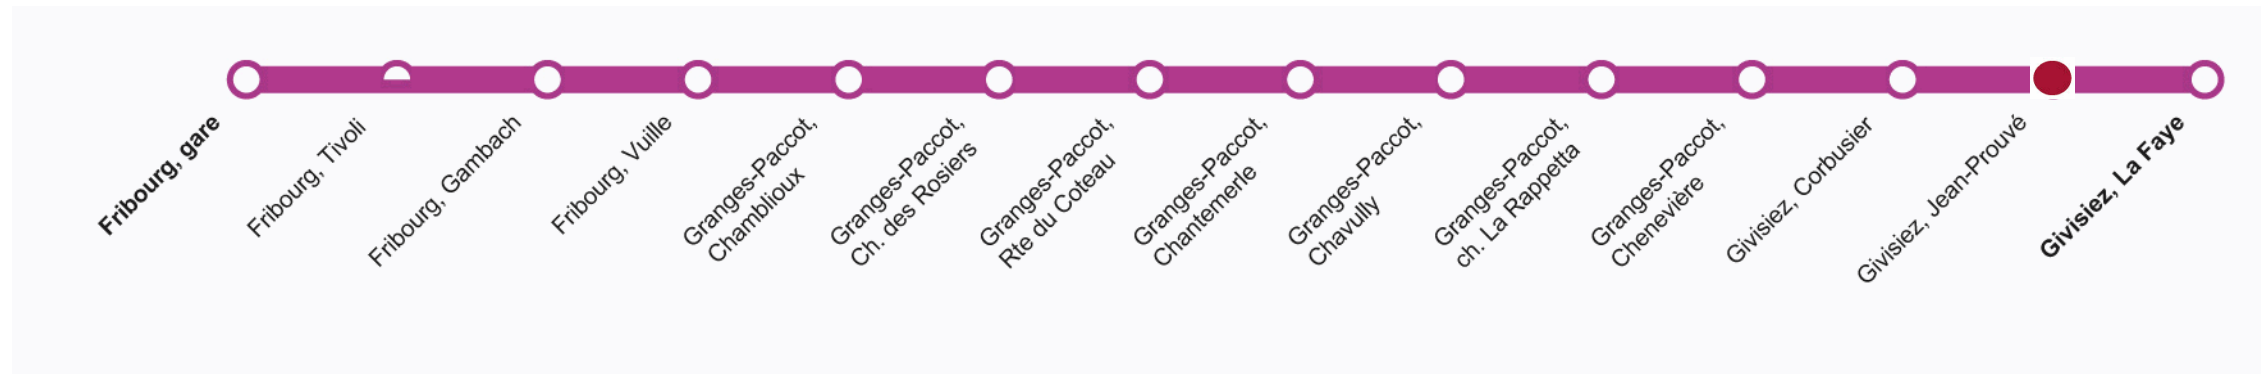 Fribourg, gare
Fribourg, Tivoli
Fribourg, Gambach
Fribourg, Vuille
Granges-Paccot,
Chamblioux
Granges-Paccot,
Ch. des Rosiers
Granges-Paccot,
Rte du Coteau
Granges-Paccot,
Chantemerle
Granges-Paccot,
Chavully
Granges-Paccot,
ch. La Rappetta
Granges-Paccot,
Chenevière
Givisiez, Corbusier
Givisiez, Jean-Prouvé
Givisiez, La Faye